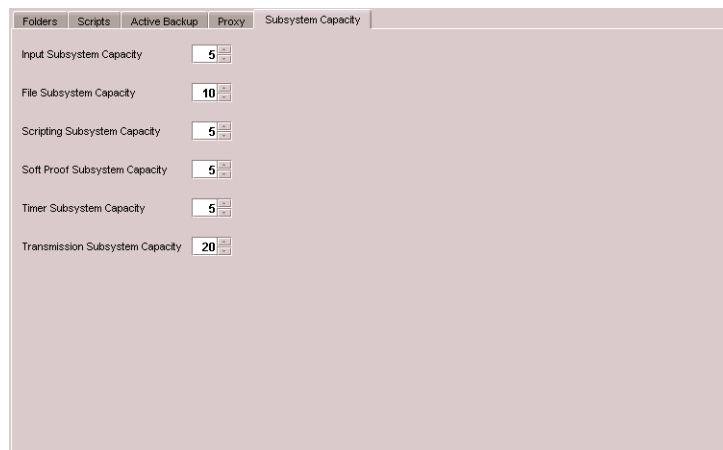 Folders Scripts Active Backup Proxy Subsystem Capacity
Input Subsystem Capacity 5
File Subsystem Capacity 10
Scripting Subsystem Capacity 5
Soft Proof Subsystem Capacity 5
Timer Subsystem Capacity 5
Transmission Subsystem Capacity 20